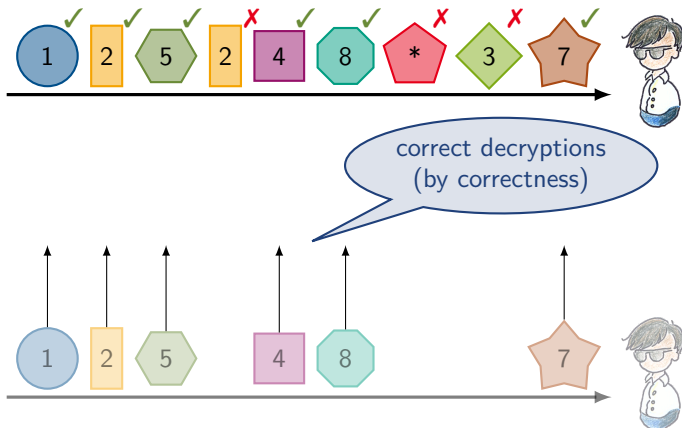 ✓ ✓ ✓ ✗ ✓ ✓ ✗ ✗ ✓
1 2 5 2 4 8 * 3 7
correct decryptions
(by correctness)
1 2 5 4 8 7